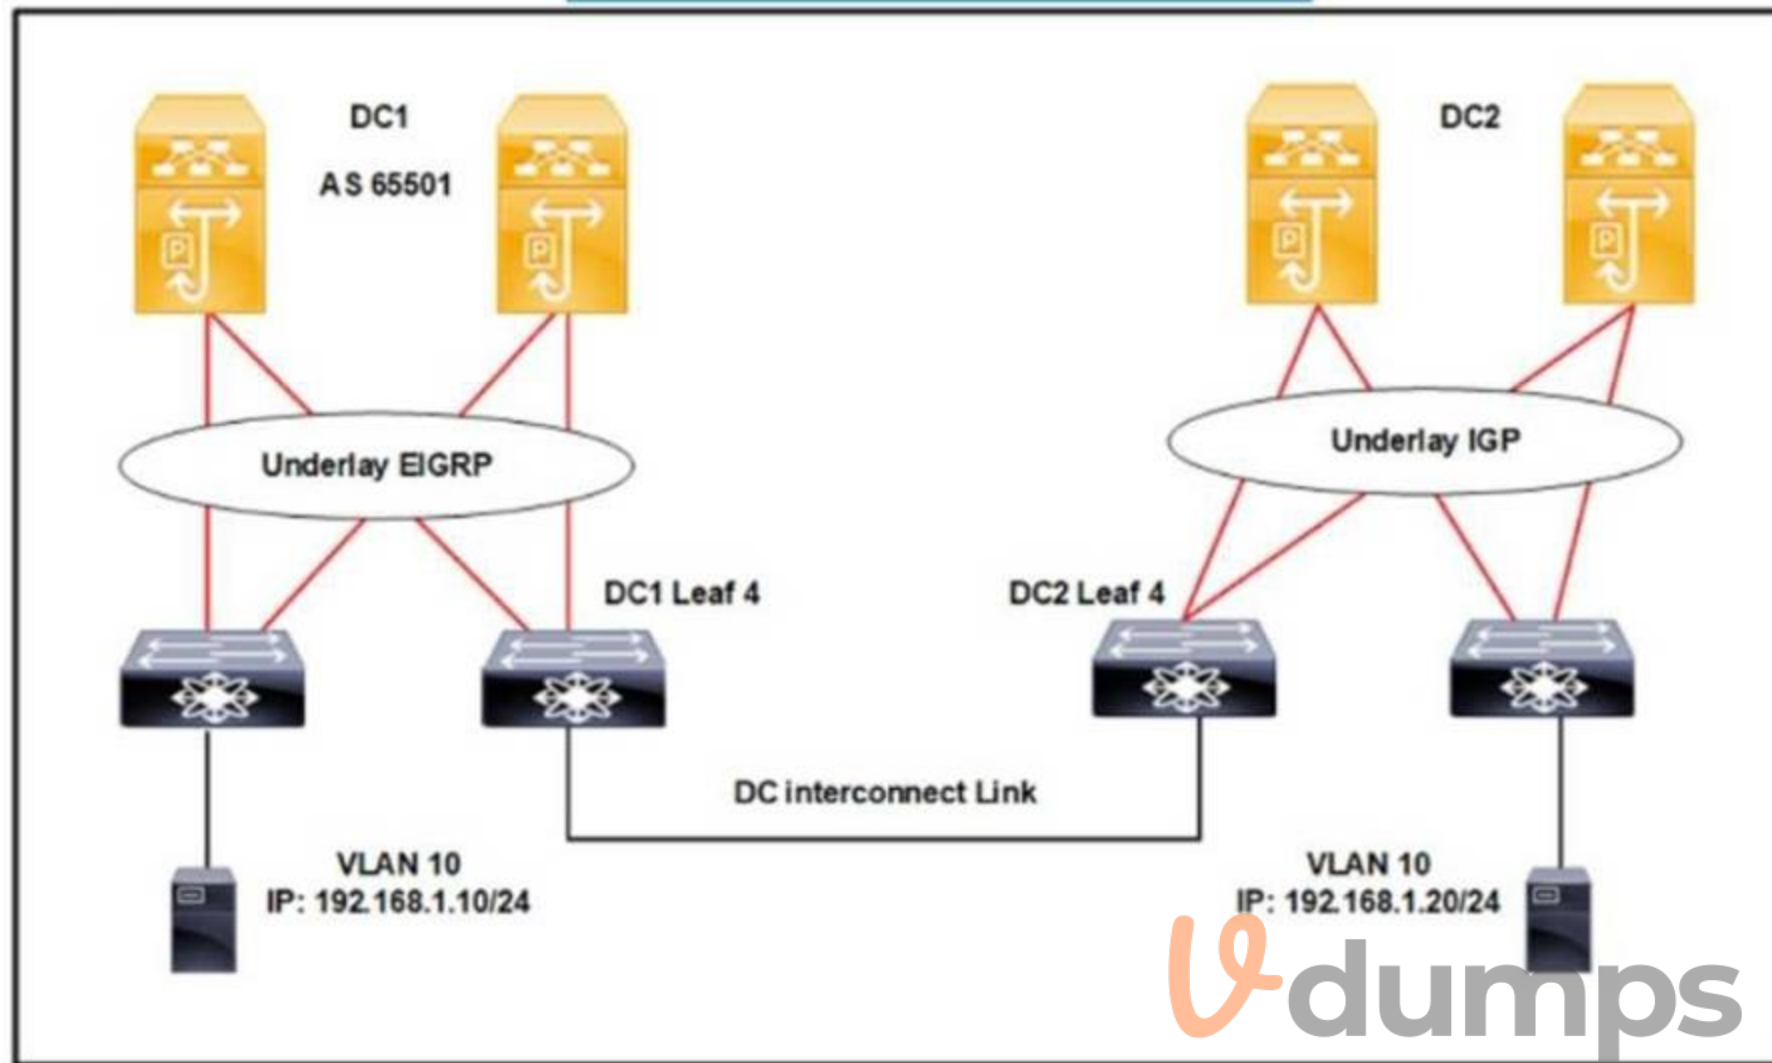 DC1
AS 65501
DC2
Underlay EIGRP
Underlay IGP
DC1 Leaf 4
DC2 Leaf 4
DC interconnect Link
VLAN 10
IP: 192.168.1.10/24
VLAN 10
IP: 192.168.1.20/24
P
P
P
P
Vdumps